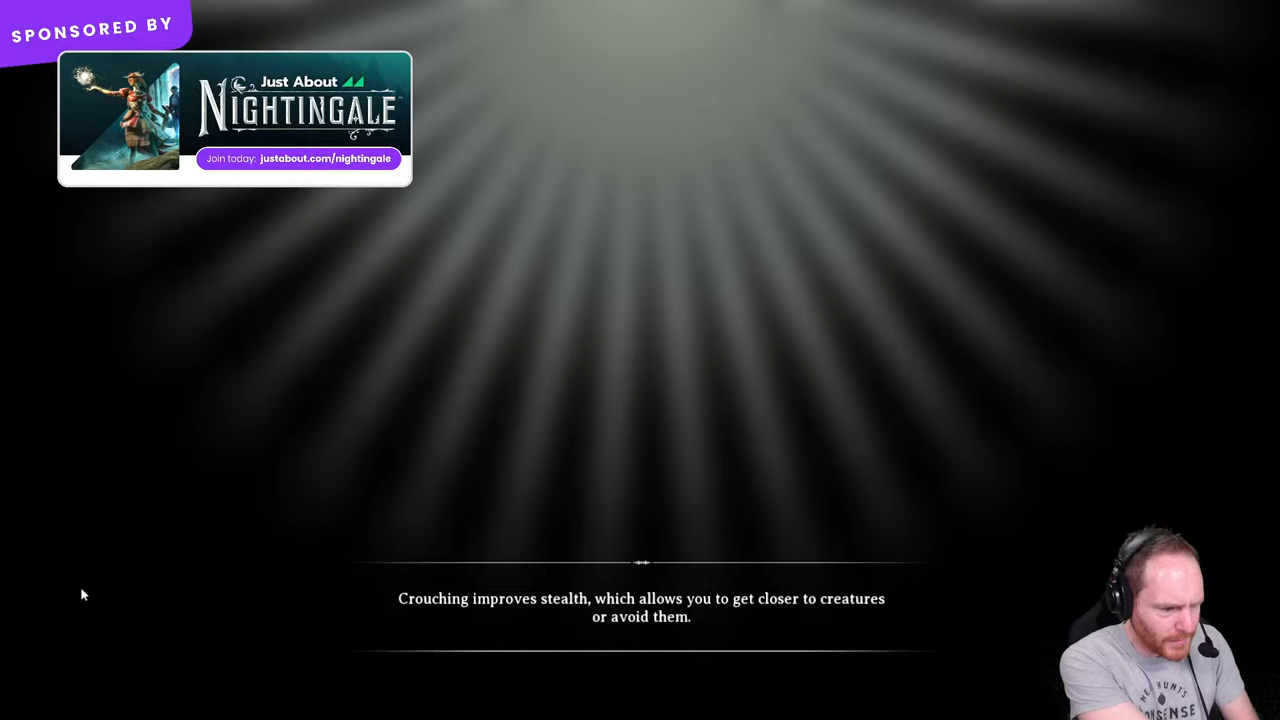 SPONSORED BY
Just About
NIGHTINGALE
Join today: justabout.com/nightingale
Crouching improves stealth, which allows you to get closer to creatures
or avoid them.